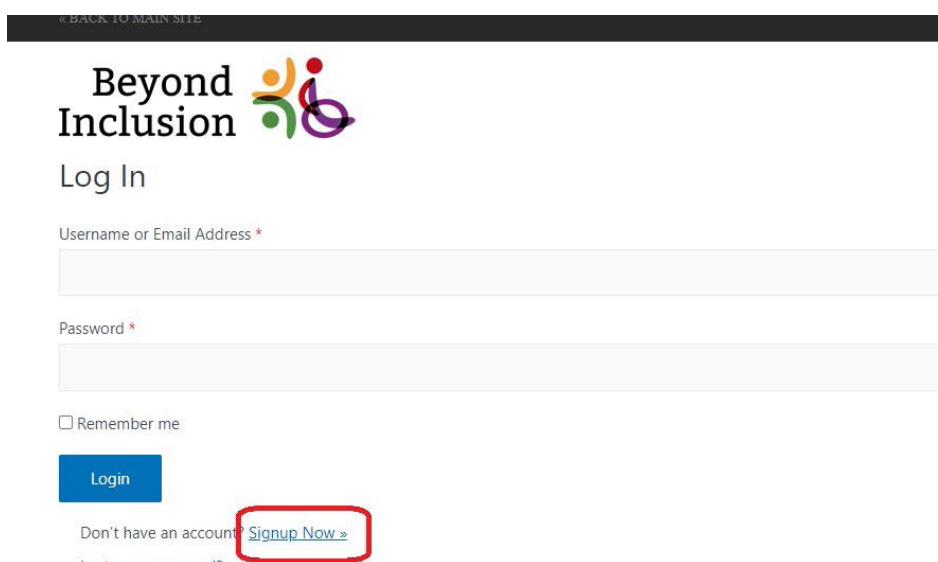 « BACK TO MAIN SITE
Beyond
Inclusion
Log In
Username or Email Address *
Password *
Remember me
Login
Don't have an account? Signup Now »